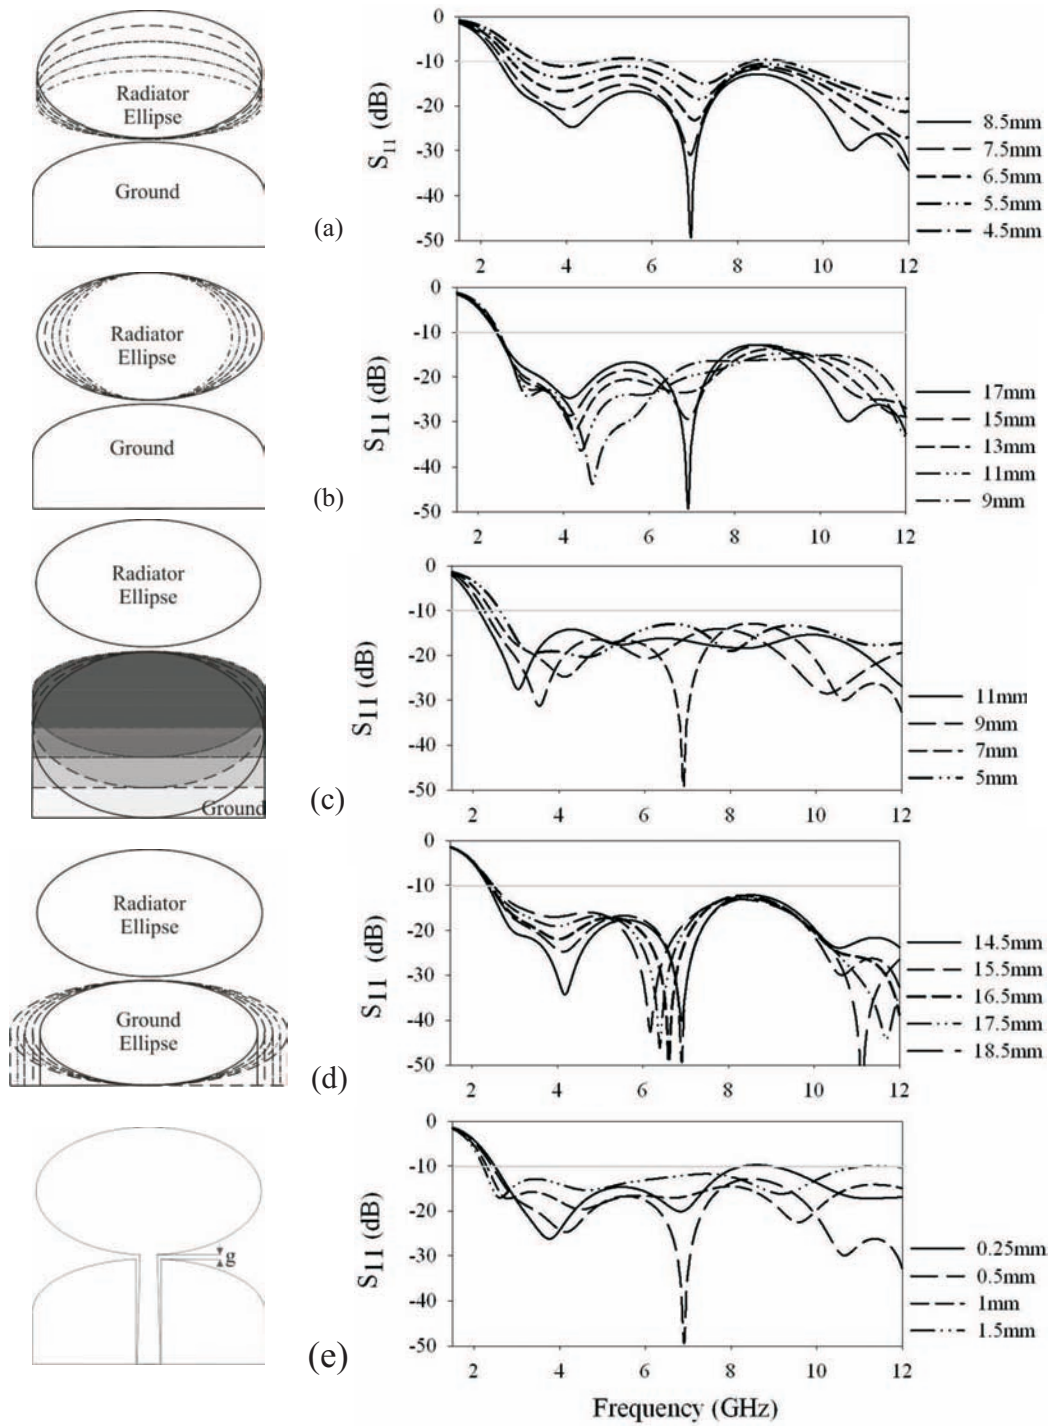 Radiator
Ellipse
Ground
(a)
0
-10
-20
-30
-40
-50
S11 (dB)
2 4 6 8 10 12
8.5mm
7.5mm
6.5mm
5.5mm
4.5mm
Radiator
Ellipse
Ground
(b)
0
-10
-20
-30
-40
-50
S11 (dB)
2 4 6 8 10 12
17mm
15mm
13mm
11mm
9mm
Radiator
Ellipse
Ground
(c)
0
-10
-20
-30
-40
-50
S11 (dB)
2 4 6 8 10 12
11mm
9mm
7mm
5mm
Radiator
Ellipse
Ground
Ellipse
(d)
0
-10
-20
-30
-40
-50
S11 (dB)
2 4 6 8 10 12
14.5mm
15.5mm
16.5mm
17.5mm
18.5mm
g
(e)
0
-10
-20
-30
-40
-50
S11 (dB)
2 4 6 8 10 12
0.25mm
0.5mm
1mm
1.5mm
Frequency (GHz)